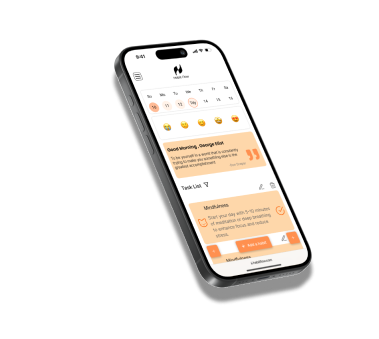 9:41
Habit Flow
Su Mo Tu We Th Fr Sa
10 11 12 13 14 15 16
Good Morning, George Eliot
To be yourself in a world that is constantly
trying to make you something else is the
greatest accomplishment.
Task List
Mindfulness
Start your day with 5-10 minutes
of meditation or deep breathing
to enhance focus and reduce
stress.
+ Add a Habit
Mindfulness